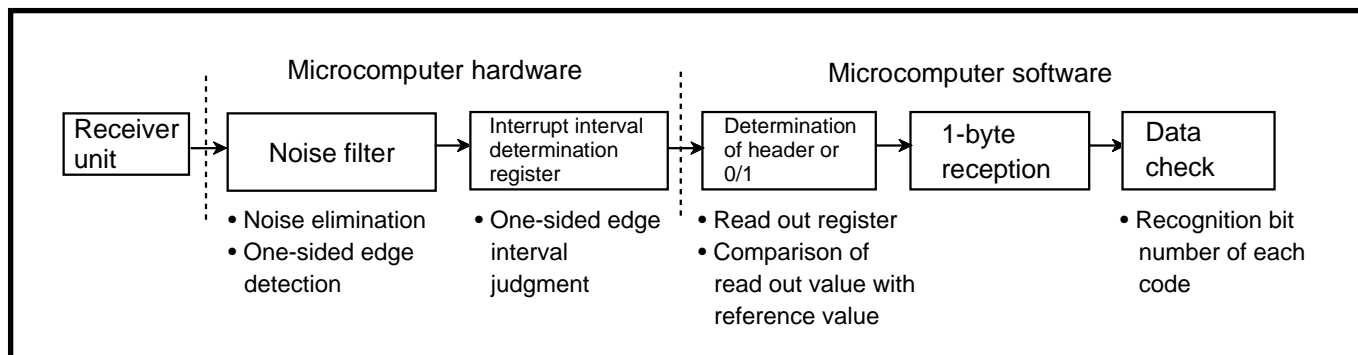 Microcomputer hardware
Microcomputer software
Receiver
unit
Noise filter
Interrupt interval
determination
register
Determination
of header or
0/1
1-byte
reception
Data
check
• Noise elimination
• One-sided edge
detection
• One-sided edge
interval
judgment
• Read out register
• Comparison of
read out value with
reference value
• Recognition bit
number of each
code